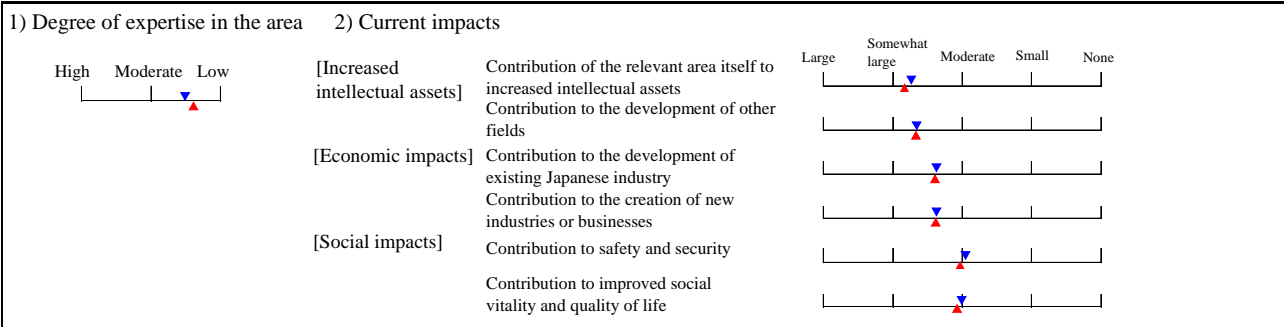 1) Degree of expertise in the area 2) Current impacts
High Moderate Low
Large Somewhat large Moderate Small None
[Increased intellectual assets]
Contribution of the relevant area itself to
increased intellectual assets
Contribution to the development of other
fields
[Economic impacts]
Contribution to the development of
existing Japanese industry
Contribution to the creation of new
industries or businesses
[Social impacts]
Contribution to safety and security
Contribution to improved social
vitality and quality of life